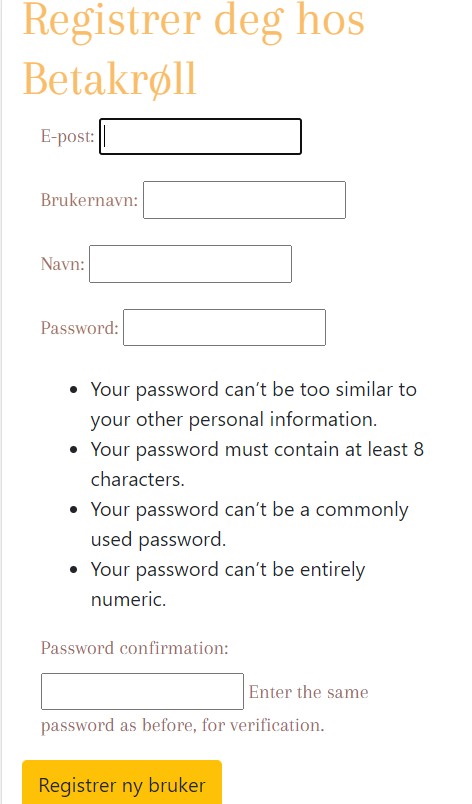 Registrer deg hos
Betakrøll
E-post:
Brukernavn:
Navn:
Password:
• Your password can’t be too similar to
your other personal information.
• Your password must contain at least 8
characters.
• Your password can’t be a commonly
used password.
• Your password can’t be entirely
numeric.
Password confirmation:
Enter the same
password as before, for verification.
Registrer ny bruker